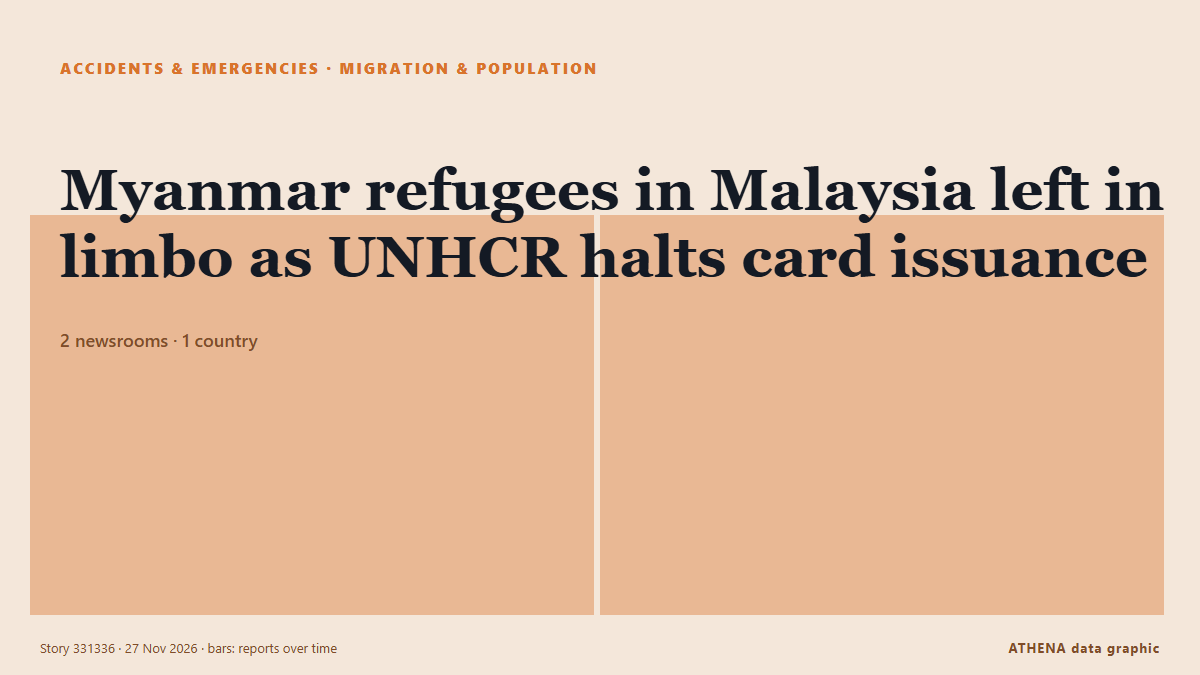 ACCIDENTS & EMERGENCIES · MIGRATION & POPULATION
Myanmar refugees in Malaysia left in
limbo as UNHCR halts card issuance
2 newsrooms · 1 country
Story 331336 · 27 Nov 2026 · bars: reports over time
ATHENA data graphic